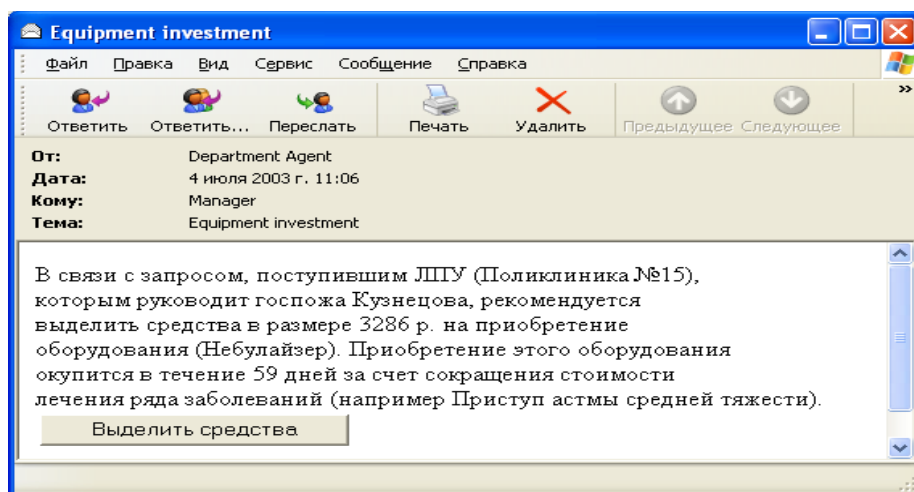 Equipment investment
Файл Правка Вид Сервис Сообщение Справка
Ответить Ответить... Переслать Печать Удалить Предыдущее Следующее
От: Department Agent
Дата: 4 июля 2003 г. 11:06
Кому: Manager
Тема: Equipment investment
В связи с запросом, поступившим ЛПУ (Поликлиника №15),
которым руководит госпожа Кузнецова, рекомендуется
выделить средства в размере 3286 р. на приобретение
оборудования (Небулайзер). Приобретение этого оборудования
окупится в течение 59 дней за счет сокращения стоимости
лечения ряда заболеваний (например Приступ астмы средней тяжести).
Выделить средства